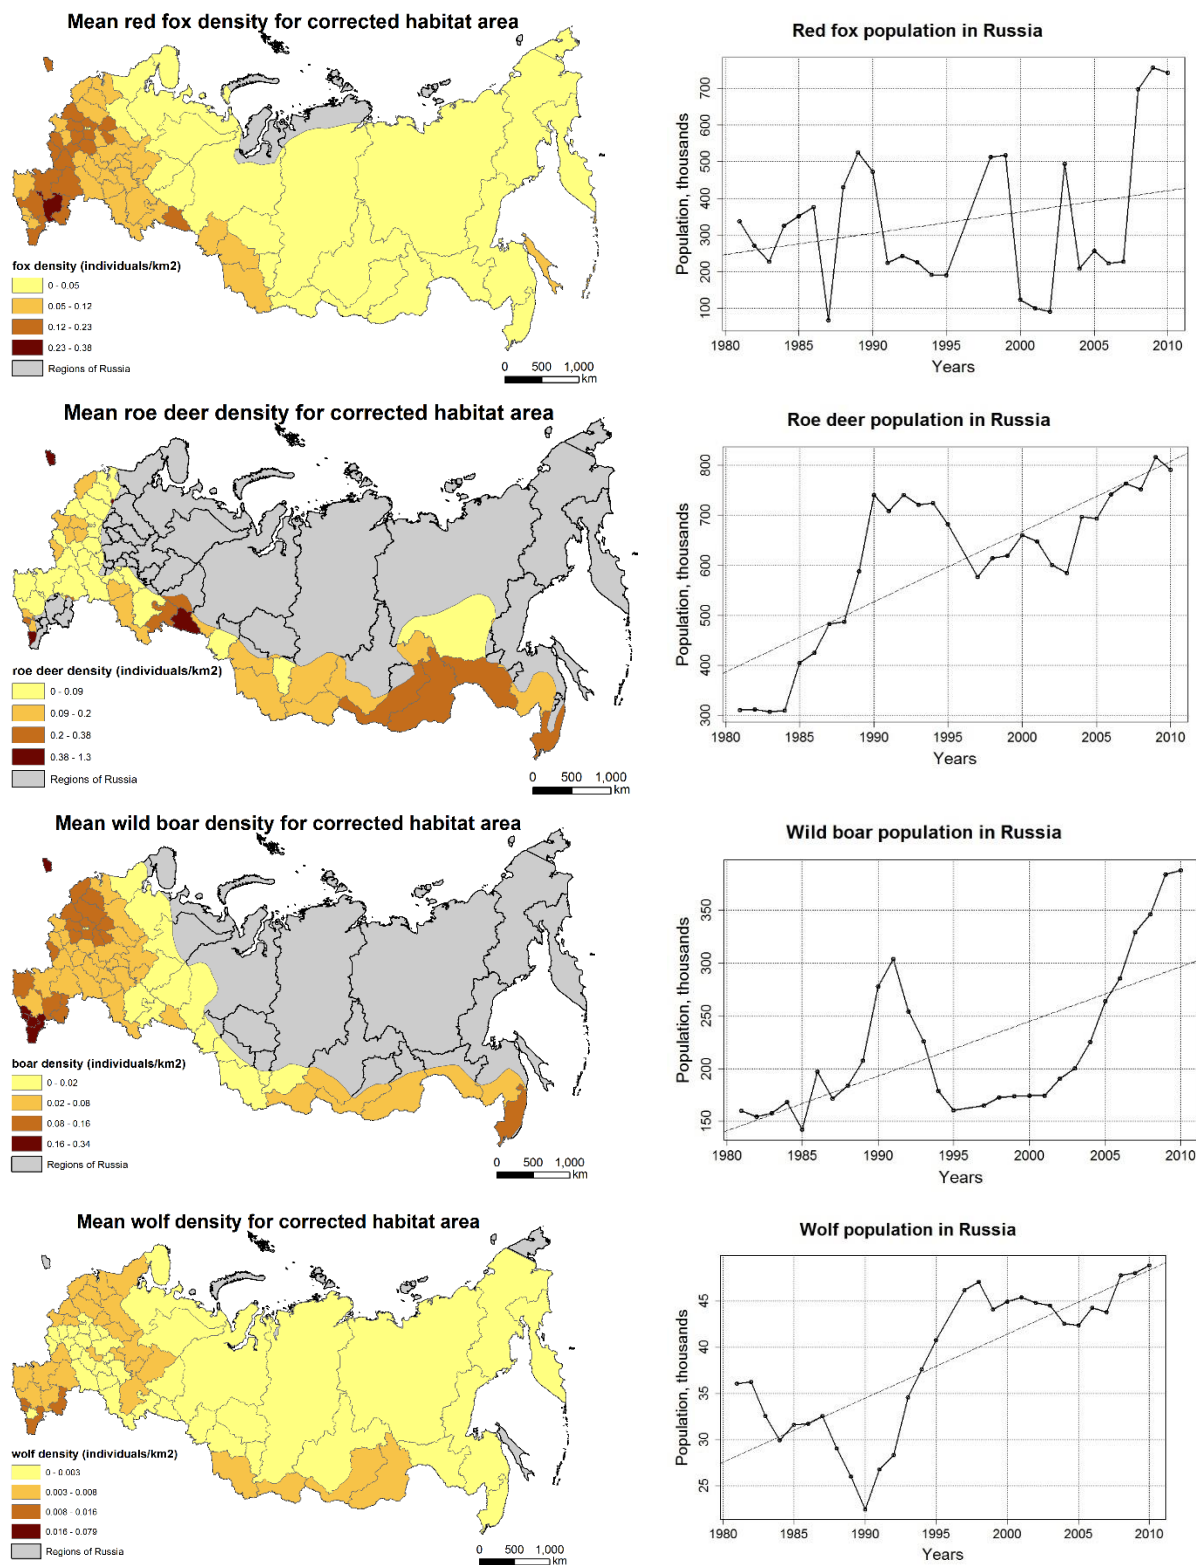 Mean red fox density for corrected habitat area
fox density (individuals/km2)
0 - 0.05
0.05 - 0.12
0.12 - 0.23
0.23 - 0.38
Regions of Russia
0 500 1,000
km
Red fox population in Russia
Population, thousands
700
600
500
400
300
200
100
1980 1985 1990 1995 2000 2005 2010
Years
Mean roe deer density for corrected habitat area
roe deer density (individuals/km2)
0 - 0.09
0.09 - 0.2
0.2 - 0.38
0.38 - 1.3
Regions of Russia
0 500 1,000
km
Roe deer population in Russia
Population, thousands
800
700
600
500
400
300
1980 1985 1990 1995 2000 2005 2010
Years
Mean wild boar density for corrected habitat area
boar density (individuals/km2)
0 - 0.02
0.02 - 0.08
0.08 - 0.16
0.16 - 0.34
Regions of Russia
0 500 1,000
km
Wild boar population in Russia
Population, thousands
350
300
250
200
150
1980 1985 1990 1995 2000 2005 2010
Years
Mean wolf density for corrected habitat area
wolf density (individuals/km2)
0 - 0.003
0.003 - 0.008
0.008 - 0.016
0.016 - 0.079
Regions of Russia
0 500 1,000
km
Wolf population in Russia
Population, thousands
45
40
35
30
25
1980 1985 1990 1995 2000 2005 2010
Years